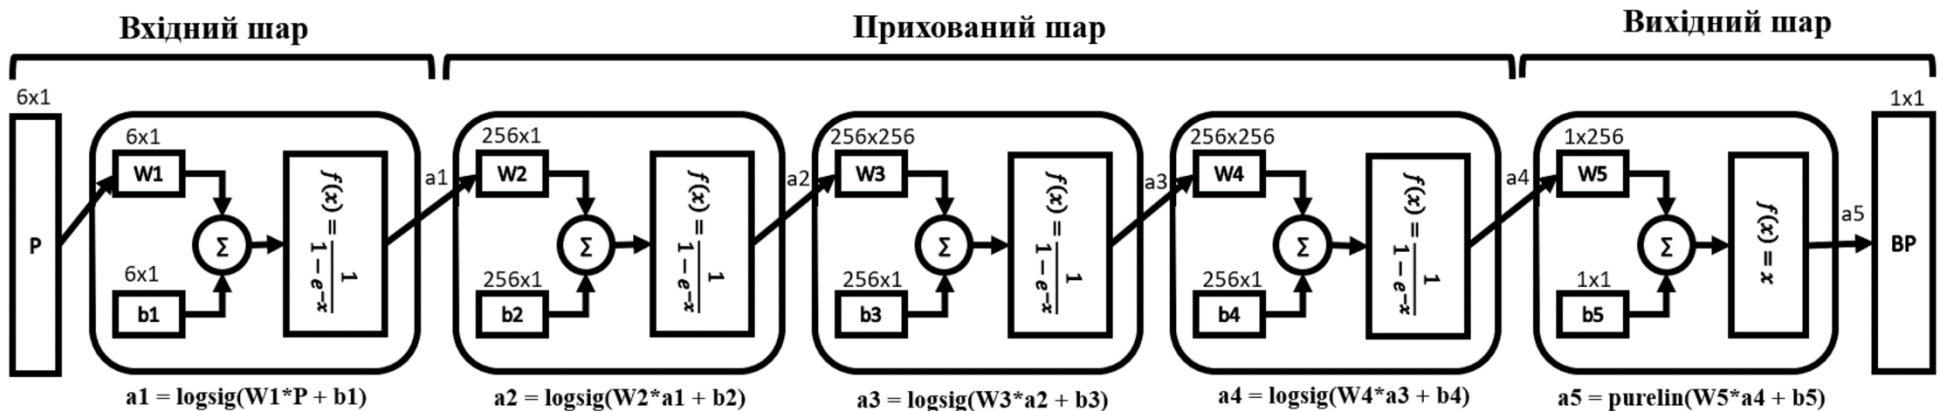 Вхідний шар
Прихований шар
Вихідний шар
6x1
P
6x1
W1
6x1
b1
Σ
f(x) = 1 / (1 − e^−x)
a1
256x1
W2
256x1
b2
Σ
f(x) = 1 / (1 − e^−x)
a2
256x256
W3
256x1
b3
Σ
f(x) = 1 / (1 − e^−x)
a3
256x256
W4
256x1
b4
Σ
f(x) = 1 / (1 − e^−x)
a4
1x256
W5
1x1
b5
Σ
f(x) = x
a5
1x1
BP
a1 = logsig(W1*P + b1)
a2 = logsig(W2*a1 + b2)
a3 = logsig(W3*a2 + b3)
a4 = logsig(W4*a3 + b4)
a5 = purelin(W5*a4 + b5)